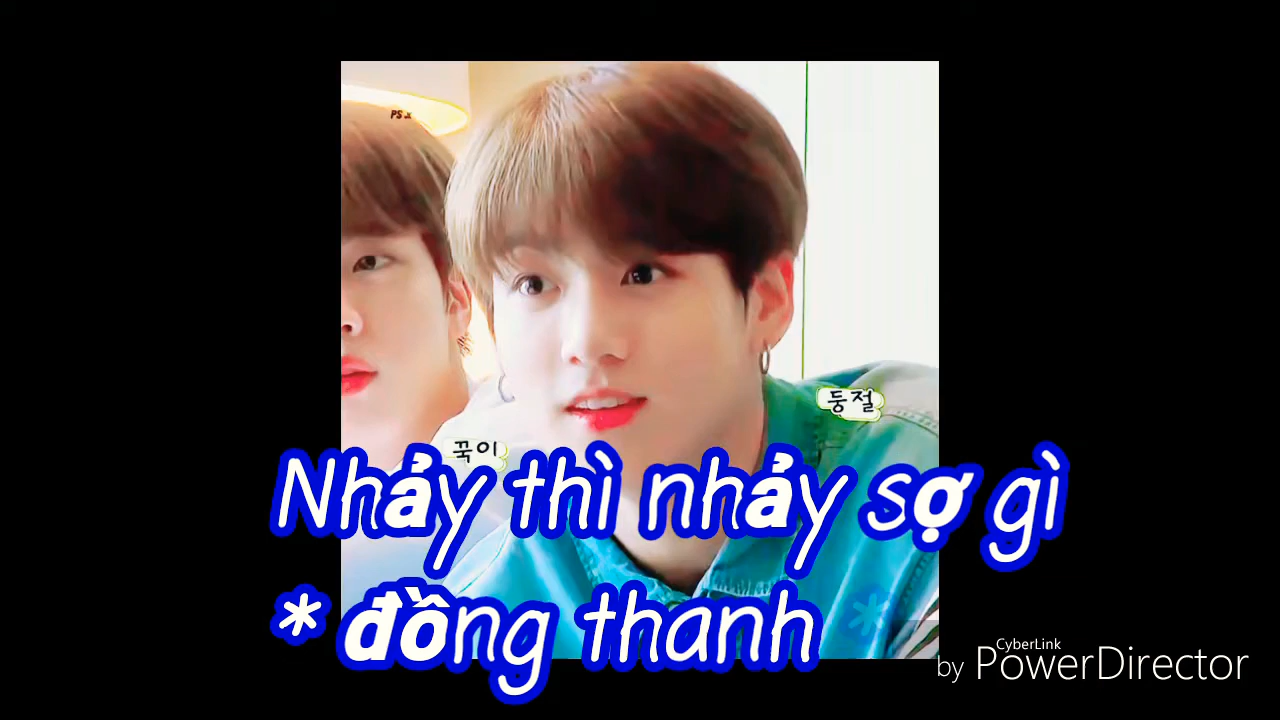 PS
둥절
꾹이
Nhảy thì nhảy sợ gì
* đồng thanh *
CyberLink
by PowerDirector